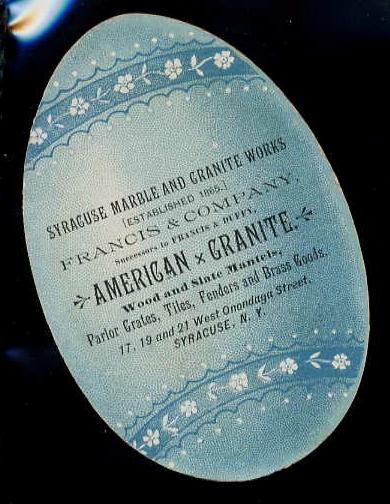 SYRACUSE MARBLE AND GRANITE WORKS
[ESTABLISHED 1865.]
FRANCIS & COMPANY,
Successors to FRANCIS & DUFFY,
AMERICAN × GRANITE.
Wood and Slate Mantels,
Parlor Grates, Tiles, Fenders and Brass Goods.
17, 19 and 21 West Onondaga Street,
SYRACUSE, N. Y.